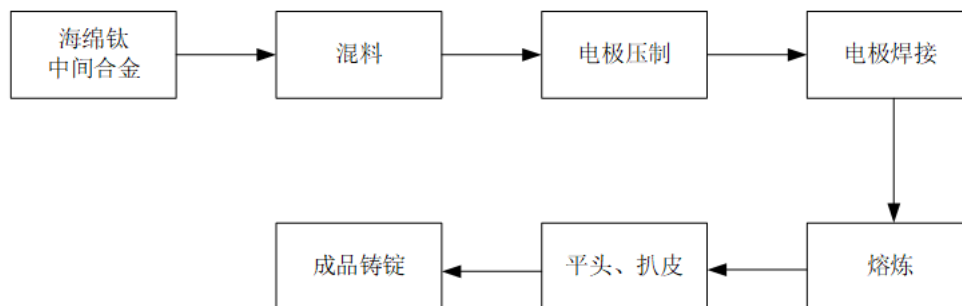 海绵钛
中间合金
混料
电极压制
电极焊接
熔炼
平头、扒皮
成品铸锭